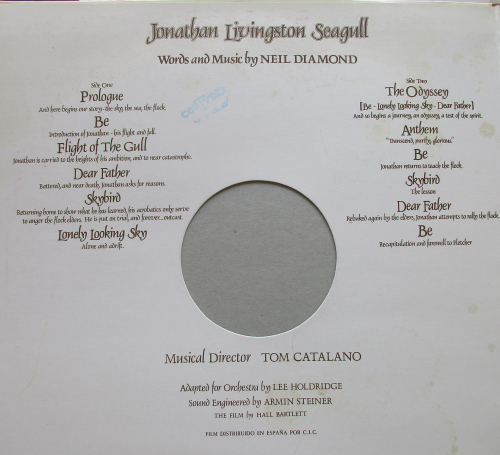 Jonathan Livingston Seagull
Words and Music by NEIL DIAMOND
Side One
Prologue
And here begins our story - the sky, the sea, the flock.
Be
Introduction of Jonathan - his flight and fall.
Flight of The Gull
Jonathan is carried to the heights of his ambition, and to near catastrophe.
Dear Father
Battered, and near death, Jonathan asks for reasons.
Skybird
Returning home to show what he has learned, his aerobatics only serve
to anger the flock elders. He is put on trial, and forever... outcast.
Lonely Looking Sky
Alone and adrift.
Side Two
The Odyssey
[Be - Lonely Looking Sky - Dear Father]
And so begins a journey, an odyssey, a test of the spirit.
Anthem
"Transcend, purify, glorious."
Be
Jonathan returns to teach the flock.
Skybird
The lesson
Dear Father
Rebuked again by the elders, Jonathan attempts to rally the flock.
Be
Recapitulation and farewell to Fletcher
Musical Director TOM CATALANO
Adapted for Orchestra by LEE HOLDRIDGE
Sound Engineered by ARMIN STEINER
THE FILM by HALL BARTLETT
FILM DISTRIBUIDO EN ESPAÑA POR C.I.C.